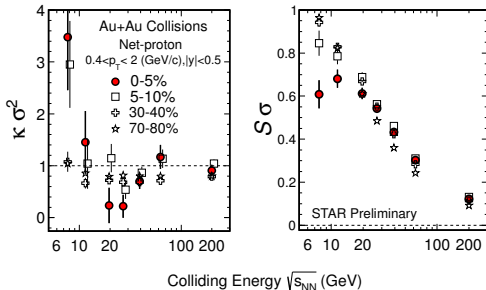 Au+Au Collisions
Net-proton
0.4<p_T< 2 (GeV/c),|y|<0.5
0-5%
5-10%
30-40%
70-80%
κ σ²
4
3
2
1
0
6 10 20 100 200
S σ
1
0.8
0.6
0.4
0.2
0
STAR Preliminary
6 10 20 100 200
Colliding Energy √s_NN (GeV)